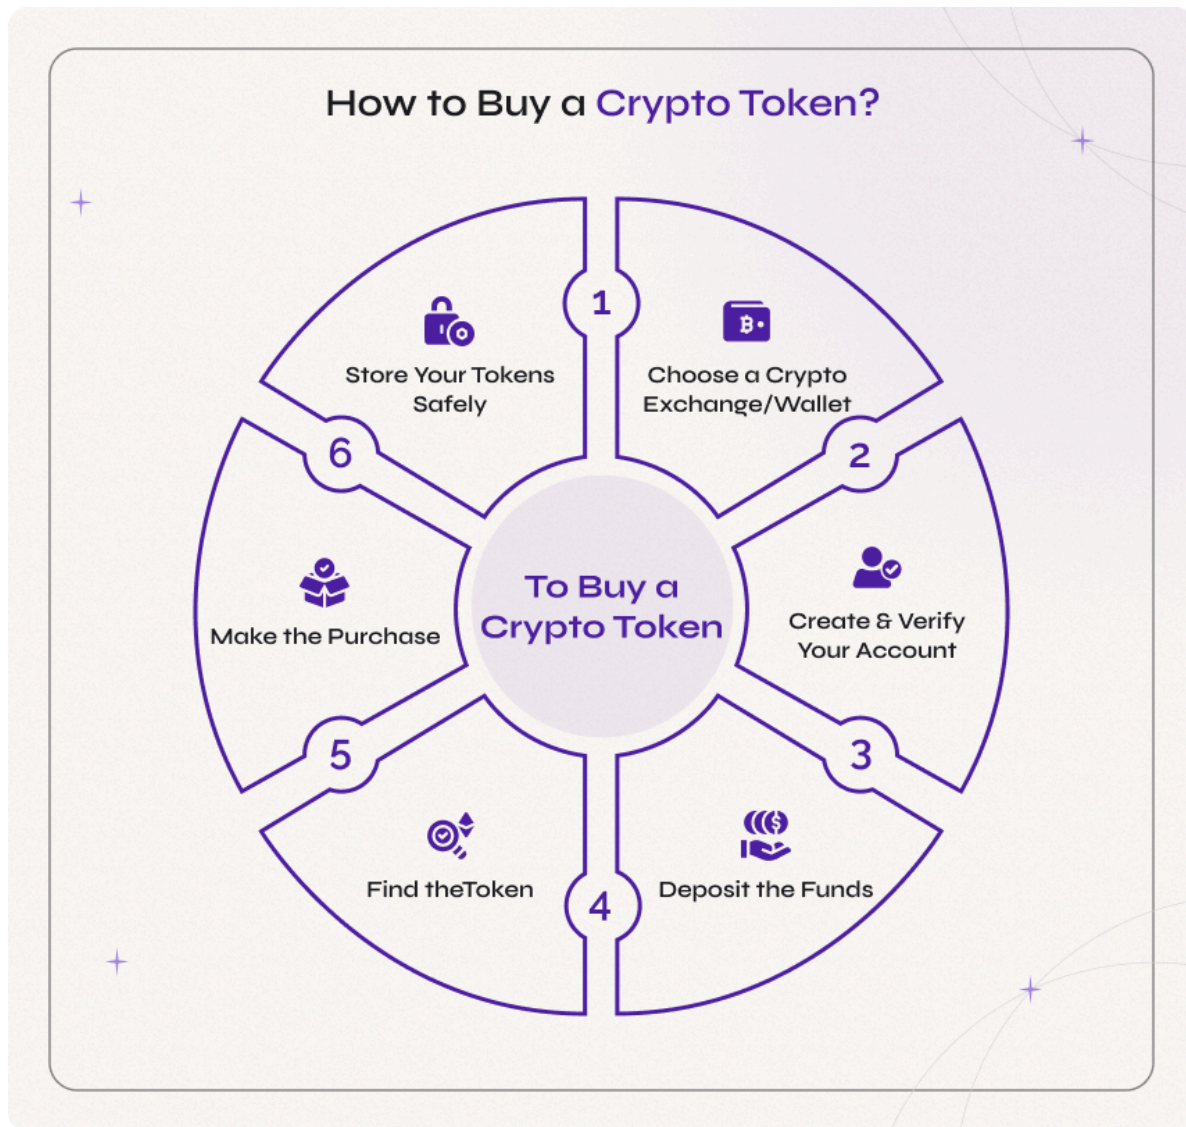 How to Buy a Crypto Token?
1
Choose a Crypto
Exchange/Wallet
2
Create & Verify
Your Account
3
Deposit the Funds
4
Find theToken
5
Make the Purchase
6
Store Your Tokens
Safely
To Buy a
Crypto Token